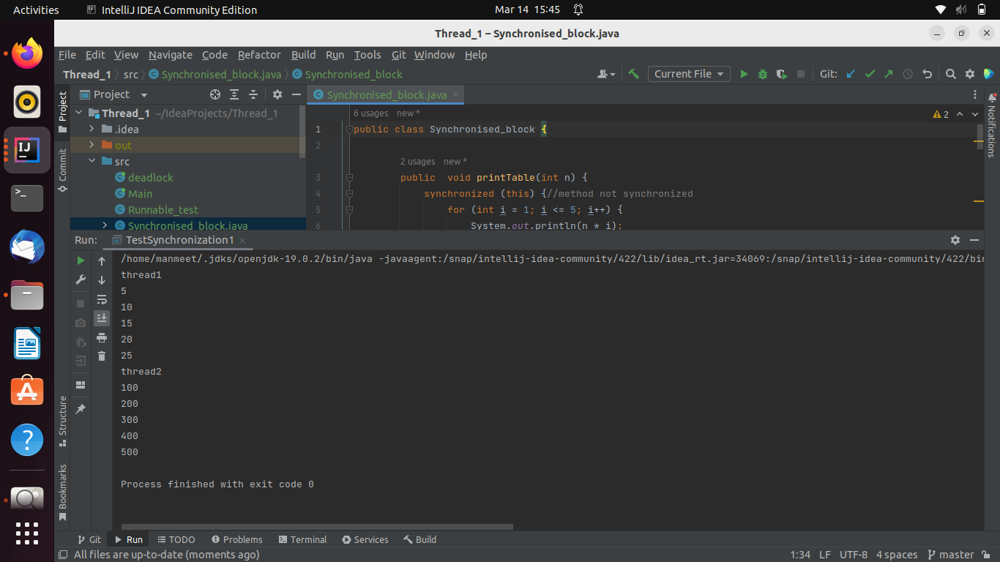 Activities IntelliJ IDEA Community Edition Mar 14 15:45
Thread_1 – Synchronised_block.java
File Edit View Navigate Code Refactor Build Run Tools Git Window Help
Thread_1 src Synchronised_block.java Synchronised_block Current File Git:
Project Project Synchronised_block.java
Thread_1 ~/IdeaProjects/Thread_1 6 usages new *
2
.idea 1 public class Synchronised_block {
out 2
src 2 usages new *
deadlock 3 public void printTable(int n) {
Main 4 synchronized (this) {//method not synchronized
Runnable_test 5 for (int i = 1; i <= 5; i++) {
Synchronised_block.java 6 System.out.println(n * i);
Commit
Notifications
Run: TestSynchronization1
/home/manmeet/.jdks/openjdk-19.0.2/bin/java -javaagent:/snap/intellij-idea-community/422/lib/idea_rt.jar=34069:/snap/intellij-idea-community/422/bin
thread1
5
10
15
20
25
thread2
100
200
300
400
500
Process finished with exit code 0
Structure
Bookmarks
Git Run TODO Problems Terminal Services Build
All files are up-to-date (moments ago) 1:34 LF UTF-8 4 spaces master